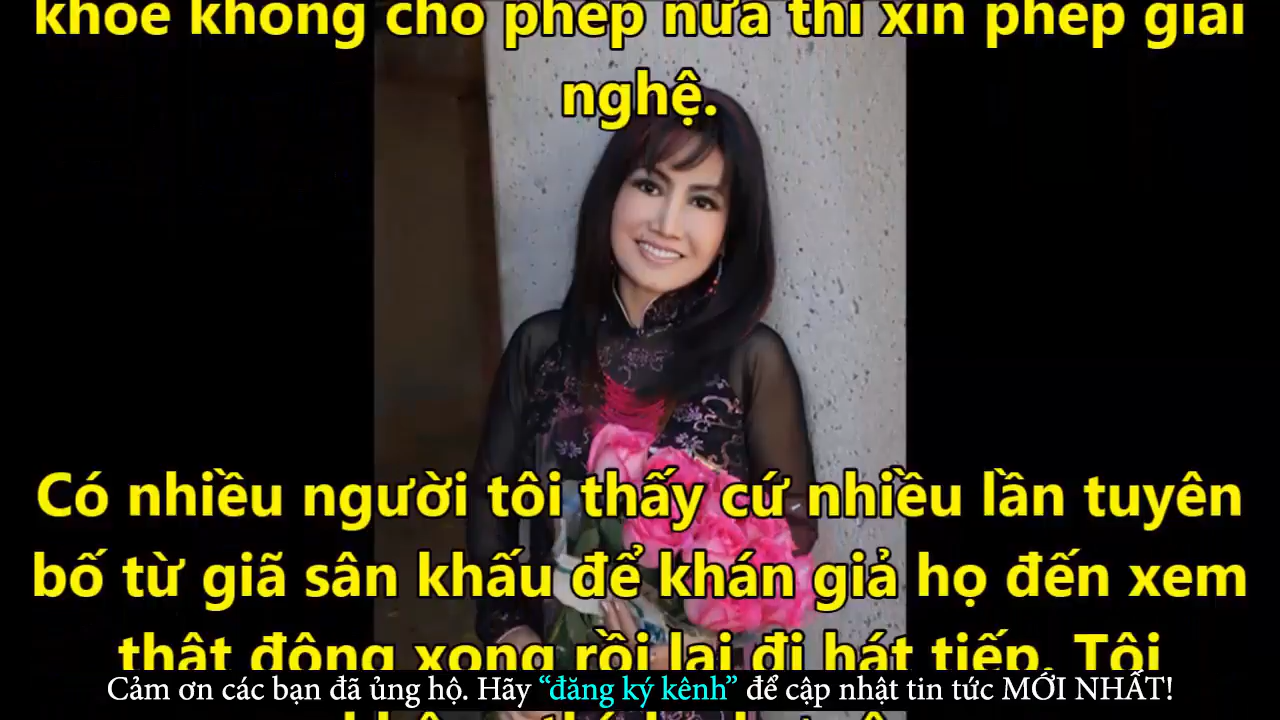 khỏe không cho phép nữa thì xin phép giải
nghệ.
Có nhiều người tôi thấy cứ nhiều lần tuyên
bố từ giã sân khấu để khán giả họ đến xem
thật đông xong rồi lại đi hát tiếp. Tôi
Cảm ơn các bạn đã ủng hộ. Hãy “đăng ký kênh” để cập nhật tin tức MỚI NHẤT!